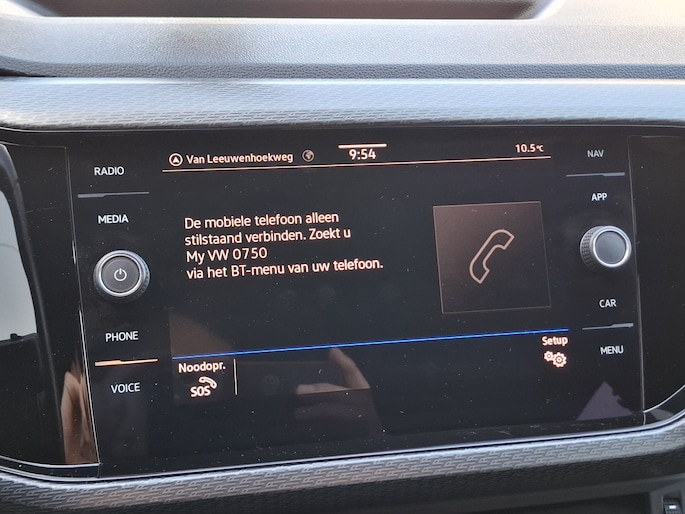 RADIO
MEDIA
PHONE
VOICE
Van Leeuwenhoekweg
9:54
10.5°C
De mobiele telefoon alleen
stilstaand verbinden. Zoekt u
My VW 0750
via het BT-menu van uw telefoon.
Noodopr.
SOS
Setup
NAV
APP
CAR
MENU